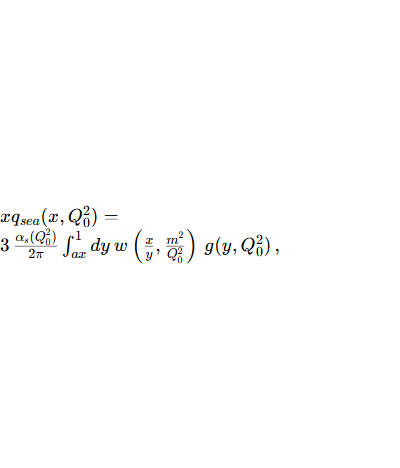 $xq_{sea}(x, Q_0^2) =$
$3 \frac{\alpha_s(Q_0^2)}{2\pi} \int_{ax}^{1} dy\, w \left( \frac{x}{y}, \frac{m^2}{Q_0^2} \right) g(y, Q_0^2)\,,$